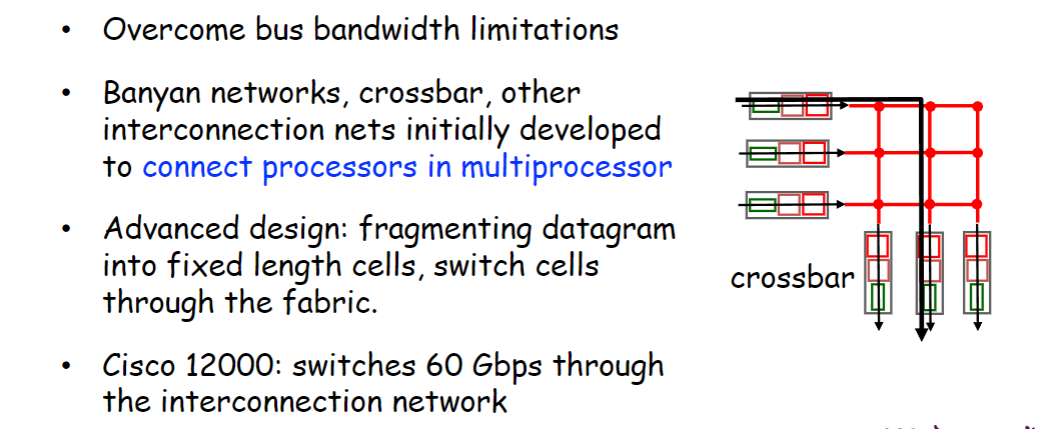 • Overcome bus bandwidth limitations
• Banyan networks, crossbar, other
interconnection nets initially developed
to connect processors in multiprocessor
• Advanced design: fragmenting datagram
into fixed length cells, switch cells
through the fabric.
• Cisco 12000: switches 60 Gbps through
the interconnection network
crossbar